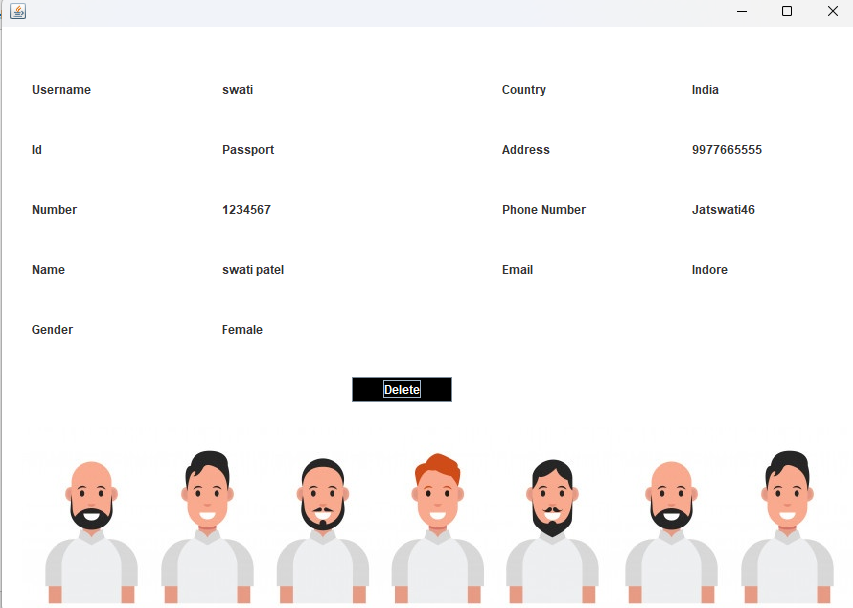 Username swati Country India
Id Passport Address 9977665555
Number 1234567 Phone Number Jatswati46
Name swati patel Email Indore
Gender Female
Delete